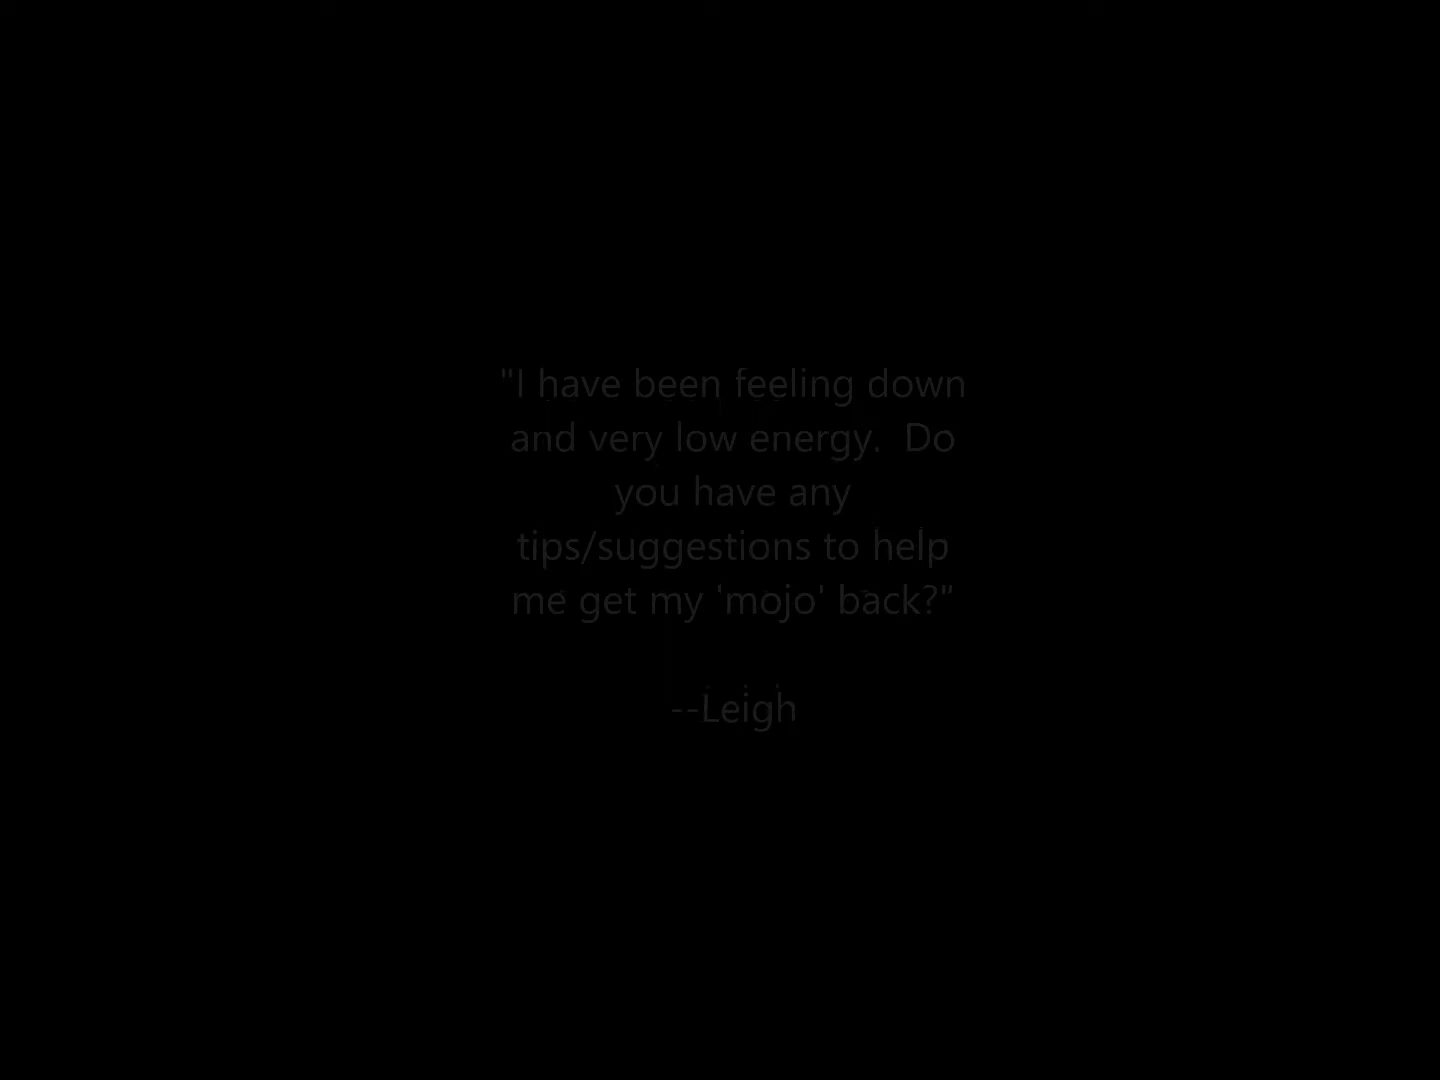 "I have been feeling down
and very low energy.  Do
you have any
tips/suggestions to help
me get my 'mojo' back?"
--Leigh